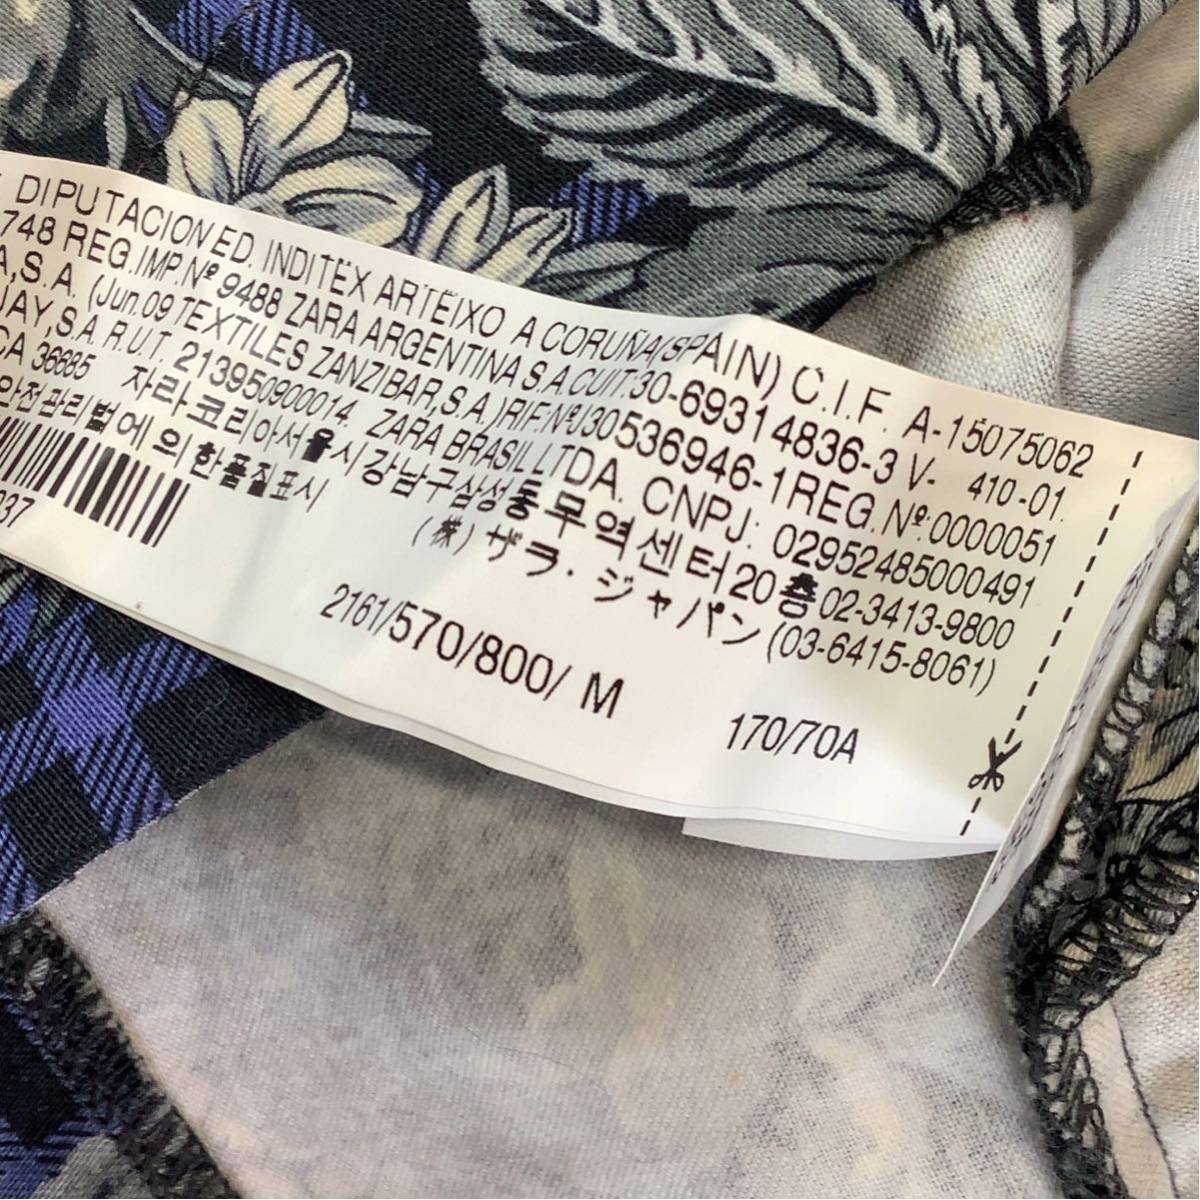 DIPUTACION ED. INDITEX ARTEIXO A CORUÑA (SPAIN) C.I.F. A-15075062
748 REG.IMP.Nº 9488 ZARA ARGENTINA S.A. CUIT:30-69314836-3 V- 410-01.
A,S.A. (Jun.09 TEXTILES ZANZIBAR,S.A.) RIF.Nº J30536946-1 REG.Nº:0000051
S.A. R.U.T. 213950900014. ZARA BRASIL LTDA. CNPJ: 02952485000491
CA 36685 자라코리아서울시강남구삼성동무역센터20층 02-3413-9800
안전관리법에의한품질표시 (株)ザラ・ジャパン (03-6415-8061)
2161/570/800/ M 170/70A